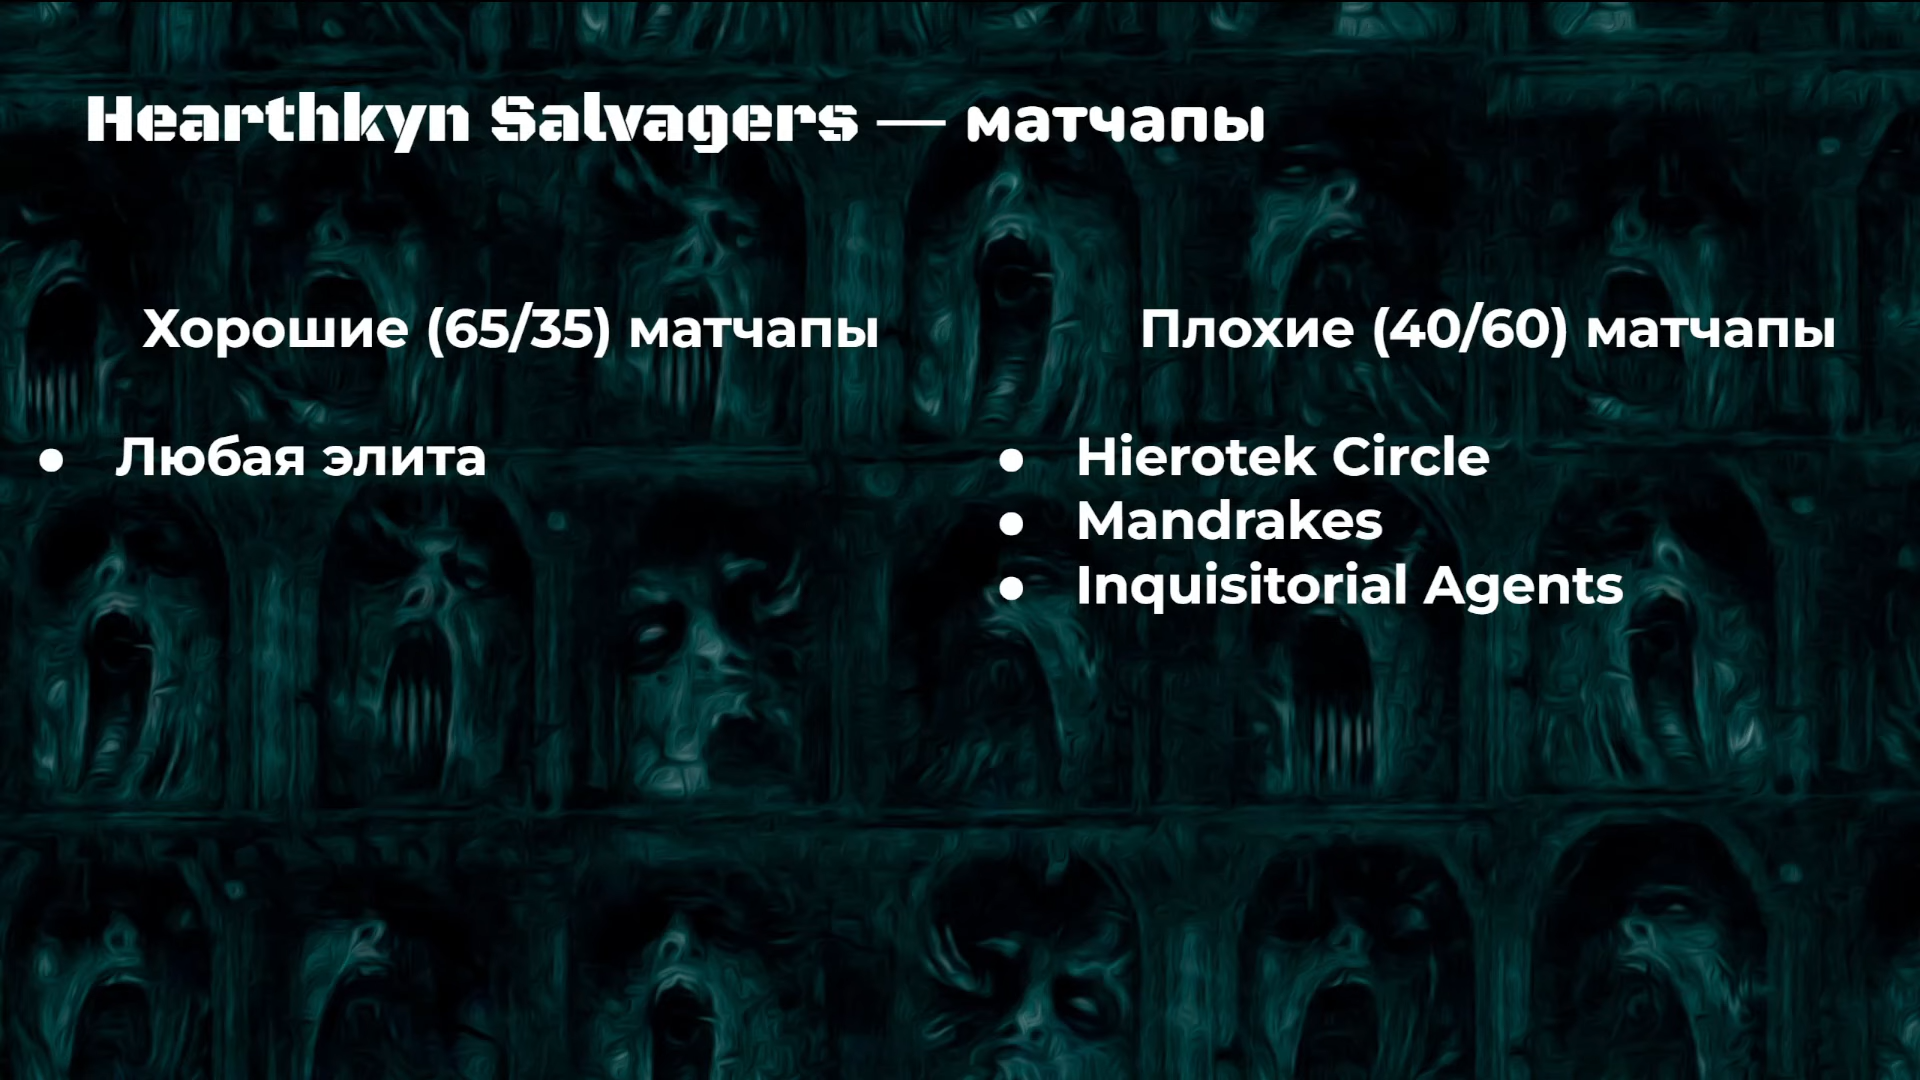 Hearthkyn Salvagers — матчапы
Хорошие (65/35) матчапы
● Любая элита
Плохие (40/60) матчапы
● Hierotek Circle
● Mandrakes
● Inquisitorial Agents